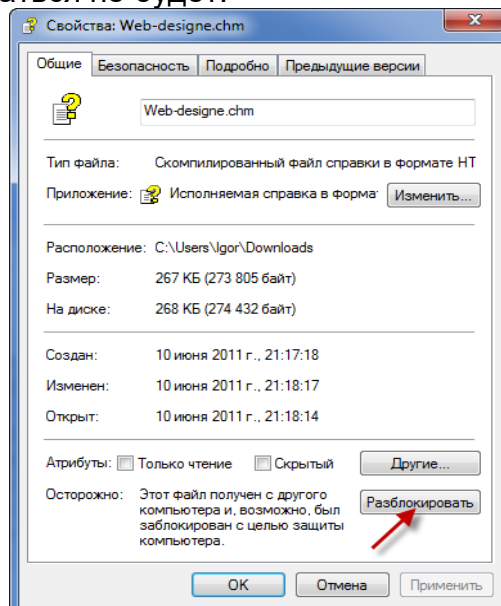 Свойства: Web-designe.chm
Общие Безопасность Подробно Предыдущие версии
Web-designe.chm
Тип файла: Скомпилированный файл справки в формате HT
Приложение: Исполняемая справка в форма Изменить...
Расположение: C:\Users\Igor\Downloads
Размер: 267 КБ (273 805 байт)
На диске: 268 КБ (274 432 байт)
Создан: 10 июня 2011 г., 21:17:18
Изменен: 10 июня 2011 г., 21:18:17
Открыт: 10 июня 2011 г., 21:18:14
Атрибуты: Только чтение Скрытый Другие...
Осторожно: Этот файл получен с другого Разблокировать
компьютера и, возможно, был
заблокирован с целью защиты
компьютера.
OK Отмена Применить